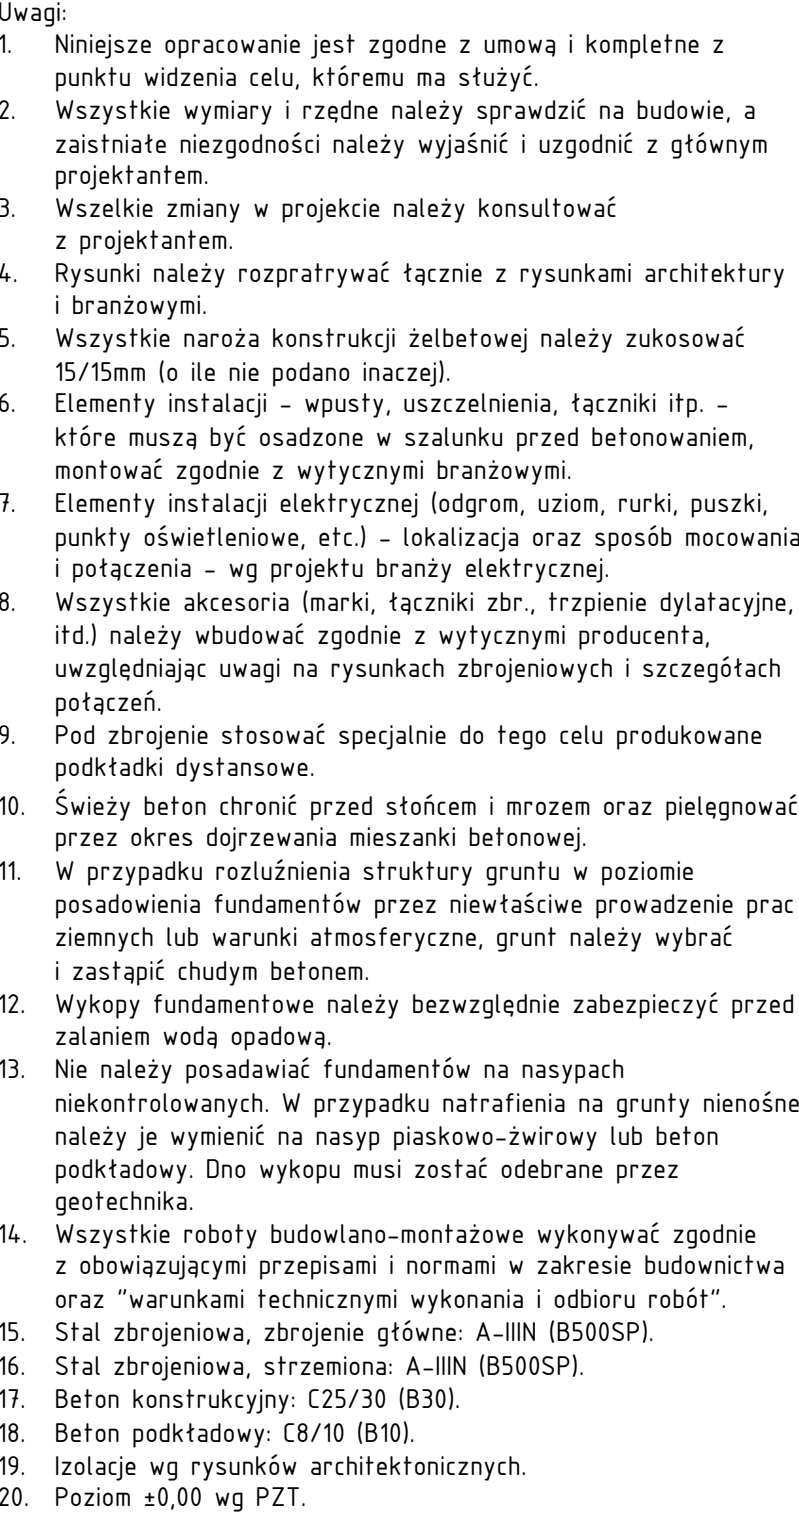 Uwagi:
1. Niniejsze opracowanie jest zgodne z umową i kompletne z
punktu widzenia celu, któremu ma służyć.
2. Wszystkie wymiary i rzędne należy sprawdzić na budowie, a
zaistniałe niezgodności należy wyjaśnić i uzgodnić z głównym
projektantem.
3. Wszelkie zmiany w projekcie należy konsultować
z projektantem.
4. Rysunki należy rozpratrywać łącznie z rysunkami architektury
i branżowymi.
5. Wszystkie naroża konstrukcji żelbetowej należy zukosować
15/15mm (o ile nie podano inaczej).
6. Elementy instalacji – wpusty, uszczelnienia, łączniki itp. –
które muszą być osadzone w szalunku przed betonowaniem,
montować zgodnie z wytycznymi branżowymi.
7. Elementy instalacji elektrycznej (odgrom, uziom, rurki, puszki,
punkty oświetleniowe, etc.) – lokalizacja oraz sposób mocowania
i połączenia – wg projektu branży elektrycznej.
8. Wszystkie akcesoria (marki, łączniki zbr., trzpienie dylatacyjne,
itd.) należy wbudować zgodnie z wytycznymi producenta,
uwzględniając uwagi na rysunkach zbrojeniowych i szczegółach
połączeń.
9. Pod zbrojenie stosować specjalnie do tego celu produkowane
podkładki dystansowe.
10. Świeży beton chronić przed słońcem i mrozem oraz pielęgnować
przez okres dojrzewania mieszanki betonowej.
11. W przypadku rozluźnienia struktury gruntu w poziomie
posadowienia fundamentów przez niewłaściwe prowadzenie prac
ziemnych lub warunki atmosferyczne, grunt należy wybrać
i zastąpić chudym betonem.
12. Wykopy fundamentowe należy bezwzględnie zabezpieczyć przed
zalaniem wodą opadową.
13. Nie należy posadawiać fundamentów na nasypach
niekontrolowanych. W przypadku natrafienia na grunty nienośne
należy je wymienić na nasyp piaskowo-żwirowy lub beton
podkładowy. Dno wykopu musi zostać odebrane przez
geotechnika.
14. Wszystkie roboty budowlano-montażowe wykonywać zgodnie
z obowiązującymi przepisami i normami w zakresie budownictwa
oraz "warunkami technicznymi wykonania i odbioru robót".
15. Stal zbrojeniowa, zbrojenie główne: A-IIIN (B500SP).
16. Stal zbrojeniowa, strzemiona: A-IIIN (B500SP).
17. Beton konstrukcyjny: C25/30 (B30).
18. Beton podkładowy: C8/10 (B10).
19. Izolacje wg rysunków architektonicznych.
20. Poziom ±0,00 wg PZT.